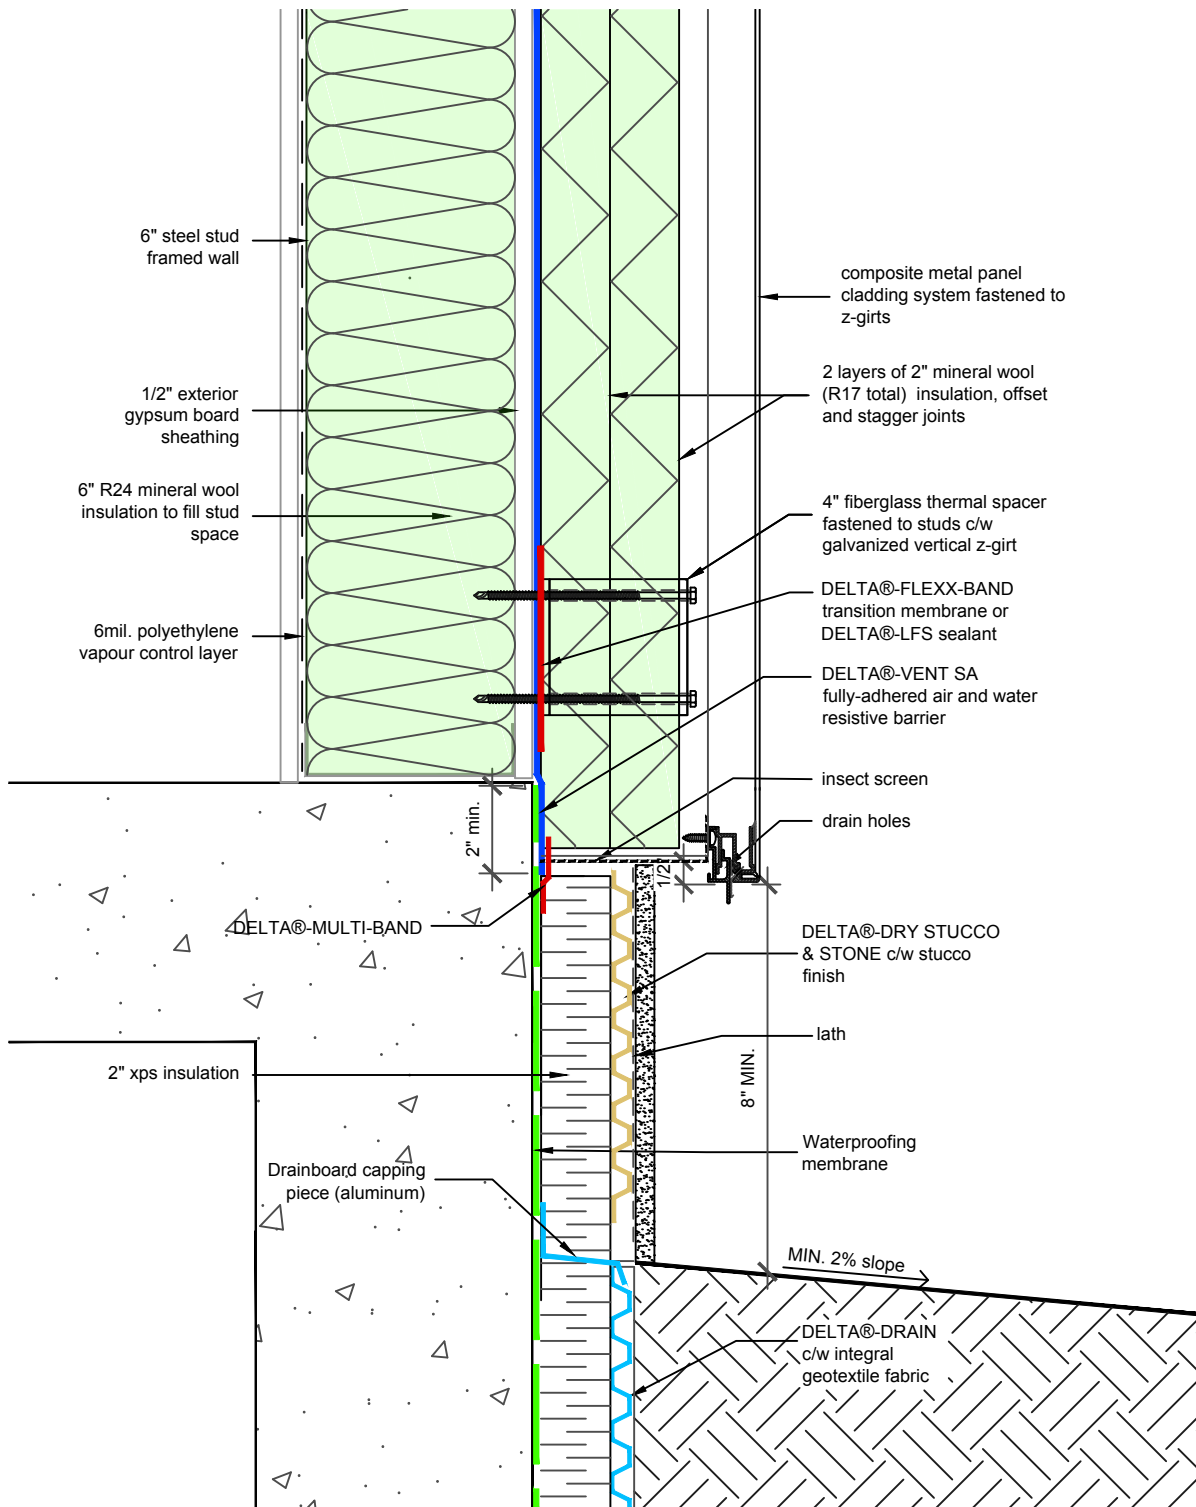 6" steel stud
framed wall
composite metal panel
cladding system fastened to
z-girts
1/2" exterior
gypsum board
sheathing
2 layers of 2" mineral wool
(R17 total)  insulation, offset
and stagger joints
6" R24 mineral wool
insulation to fill stud
space
4" fiberglass thermal spacer
fastened to studs c/w
galvanized vertical z-girt
DELTA®-FLEXX-BAND
transition membrane or
DELTA®-LFS sealant
6mil. polyethylene
vapour control layer
DELTA®-VENT SA
fully-adhered air and water
resistive barrier
insect screen
2" min.
drain holes
1/2"
DELTA®-MULTI-BAND
DELTA®-DRY STUCCO
& STONE c/w stucco
finish
lath
2" xps insulation
8" MIN.
Waterproofing
membrane
Drainboard capping
piece (aluminum)
MIN. 2% slope
DELTA®-DRAIN
c/w integral
geotextile fabric